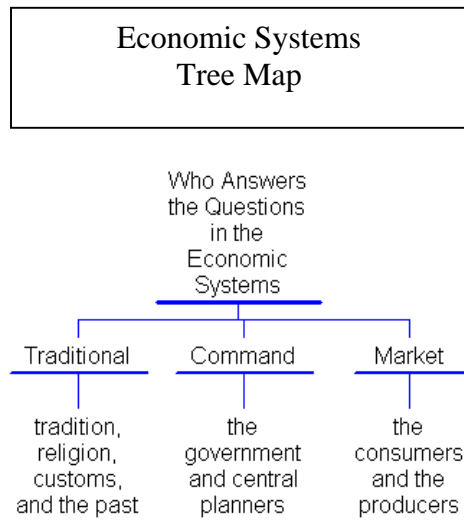 Economic Systems
Tree Map
Who Answers
the Questions
in the
Economic
Systems
Traditional
Command
Market
tradition,
religion,
customs,
and the past
the
government
and central
planners
the
consumers
and the
producers